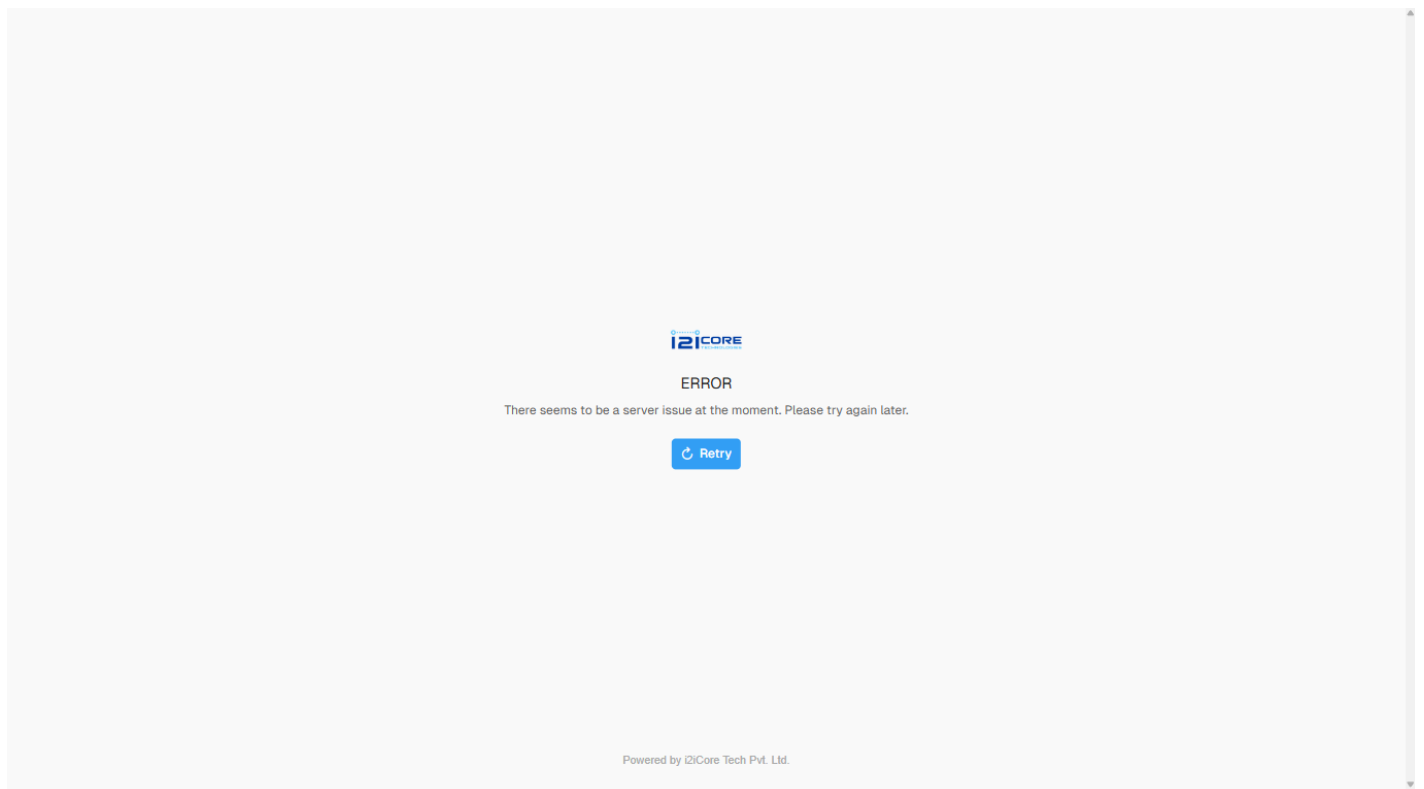 i2iCORE
ERROR
There seems to be a server issue at the moment. Please try again later.
Retry
Powered by i2iCore Tech Pvt. Ltd.